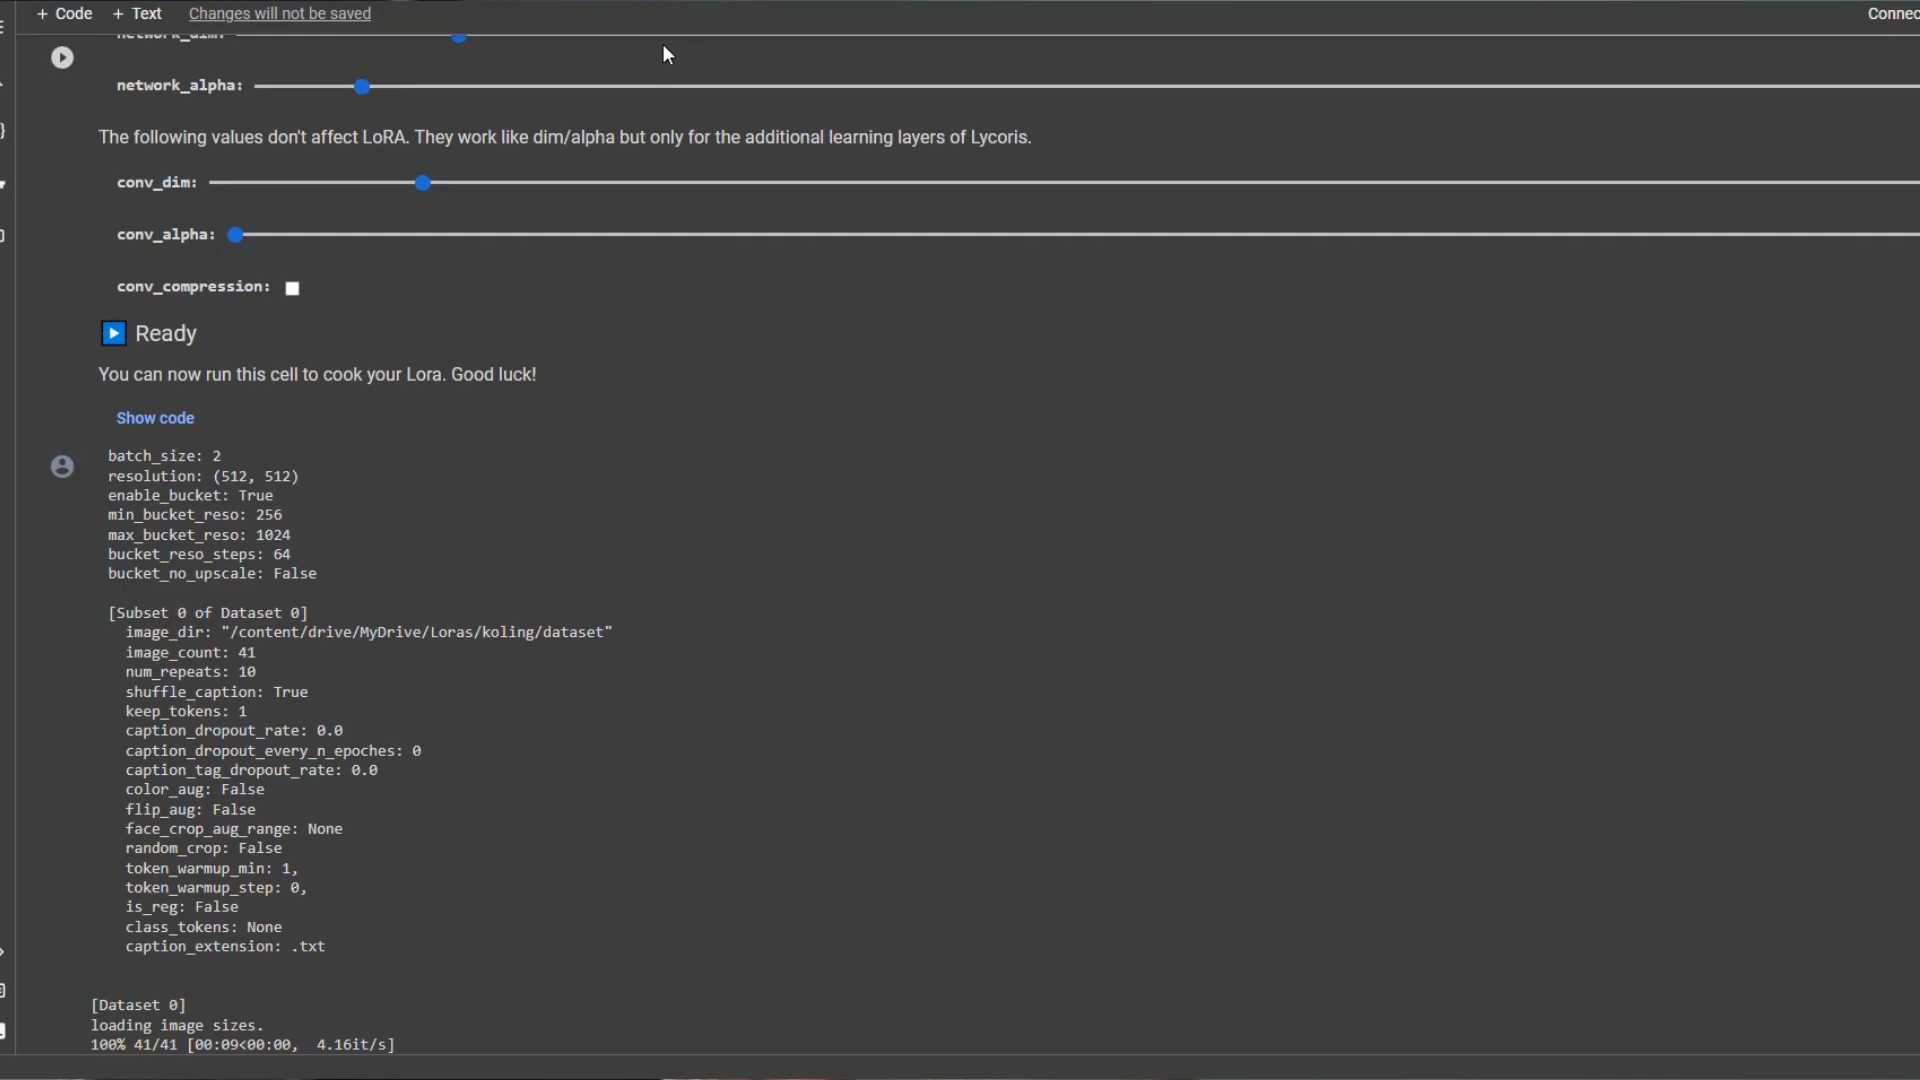 + Code + Text Changes will not be saved Connec
network_dim:
network_alpha:
The following values don't affect LoRA. They work like dim/alpha but only for the additional learning layers of Lycoris.
conv_dim:
conv_alpha:
conv_compression:
Ready
You can now run this cell to cook your Lora. Good luck!
Show code
batch_size: 2
resolution: (512, 512)
enable_bucket: True
min_bucket_reso: 256
max_bucket_reso: 1024
bucket_reso_steps: 64
bucket_no_upscale: False
[Subset 0 of Dataset 0]
image_dir: "/content/drive/MyDrive/Loras/koling/dataset"
image_count: 41
num_repeats: 10
shuffle_caption: True
keep_tokens: 1
caption_dropout_rate: 0.0
caption_dropout_every_n_epoches: 0
caption_tag_dropout_rate: 0.0
color_aug: False
flip_aug: False
face_crop_aug_range: None
random_crop: False
token_warmup_min: 1,
token_warmup_step: 0,
is_reg: False
class_tokens: None
caption_extension: .txt
[Dataset 0]
loading image sizes.
100% 41/41 [00:09<00:00, 4.16it/s]